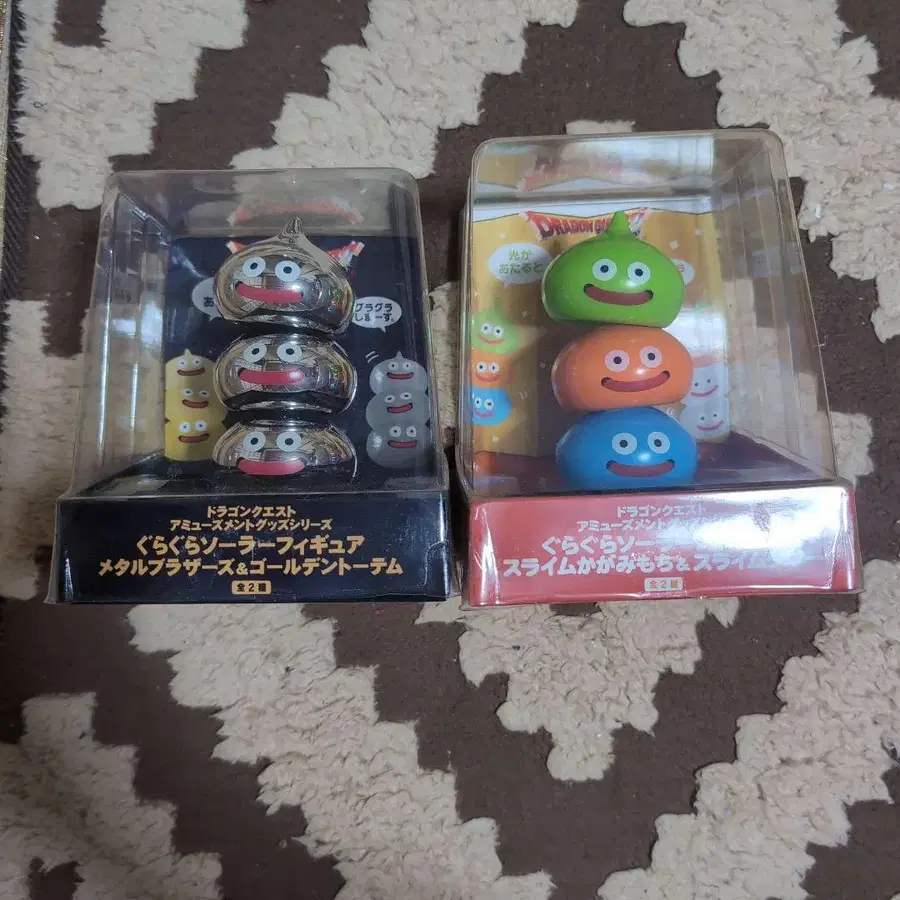 グラグラ
しまーす。
ドラゴンクエスト
アミューズメントグッズシリーズ
ぐらぐらソーラーフィギュア
メタルブラザーズ&ゴールデントーテム
全2種
DRAGON
光が
あたると
ドラゴンクエスト
アミューズメントグッズ
ぐらぐらソー
スライムかがみもち&スライム
全2種